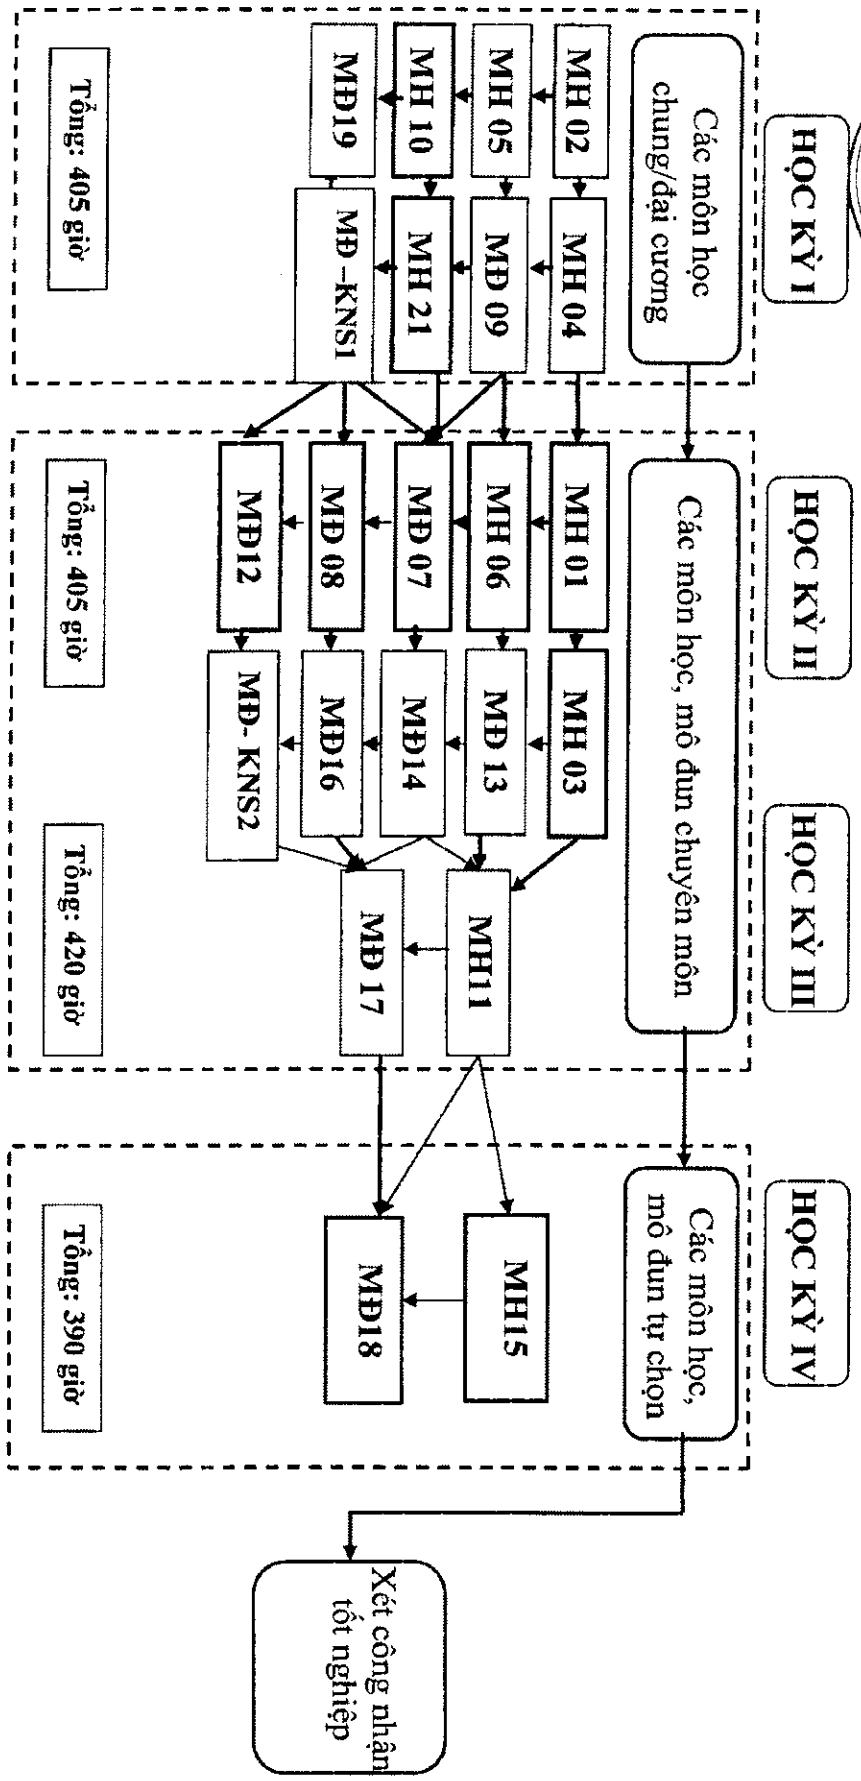 HỌC KỲ I
HỌC KỲ II
HỌC KỲ III
HỌC KỲ IV
Các môn học
chung/đại cương
Các môn học, mô đun chuyên môn
Các môn học,
mô đun tự chọn
MH 02
MH 04
MH 01
MH 03
MH 05
MĐ 09
MH 06
MĐ 13
MH11
MH15
MH 10
MH 21
MĐ 07
MĐ14
MĐ 17
MĐ18
MĐ19
MĐ –KNS1
MĐ 08
MĐ16
MĐ12
MĐ- KNS2
Xét công nhận
tốt nghiệp
Tổng: 405 giờ
Tổng: 405 giờ
Tổng: 420 giờ
Tổng: 390 giờ